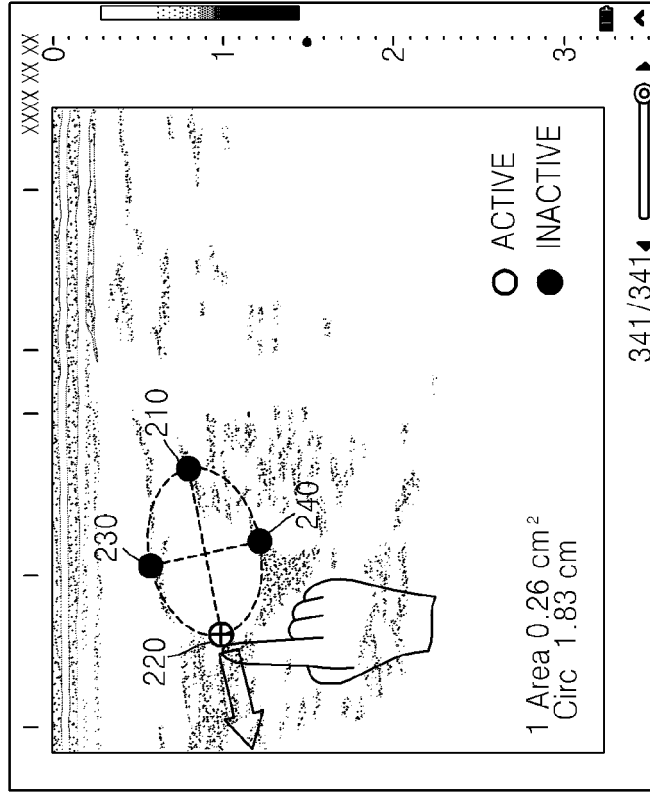 XXXX XX XX
0
230
220
210
1
240
2
ACTIVE
INACTIVE
1 Area 0.26 cm²
Circ 1.83 cm
3
341/341